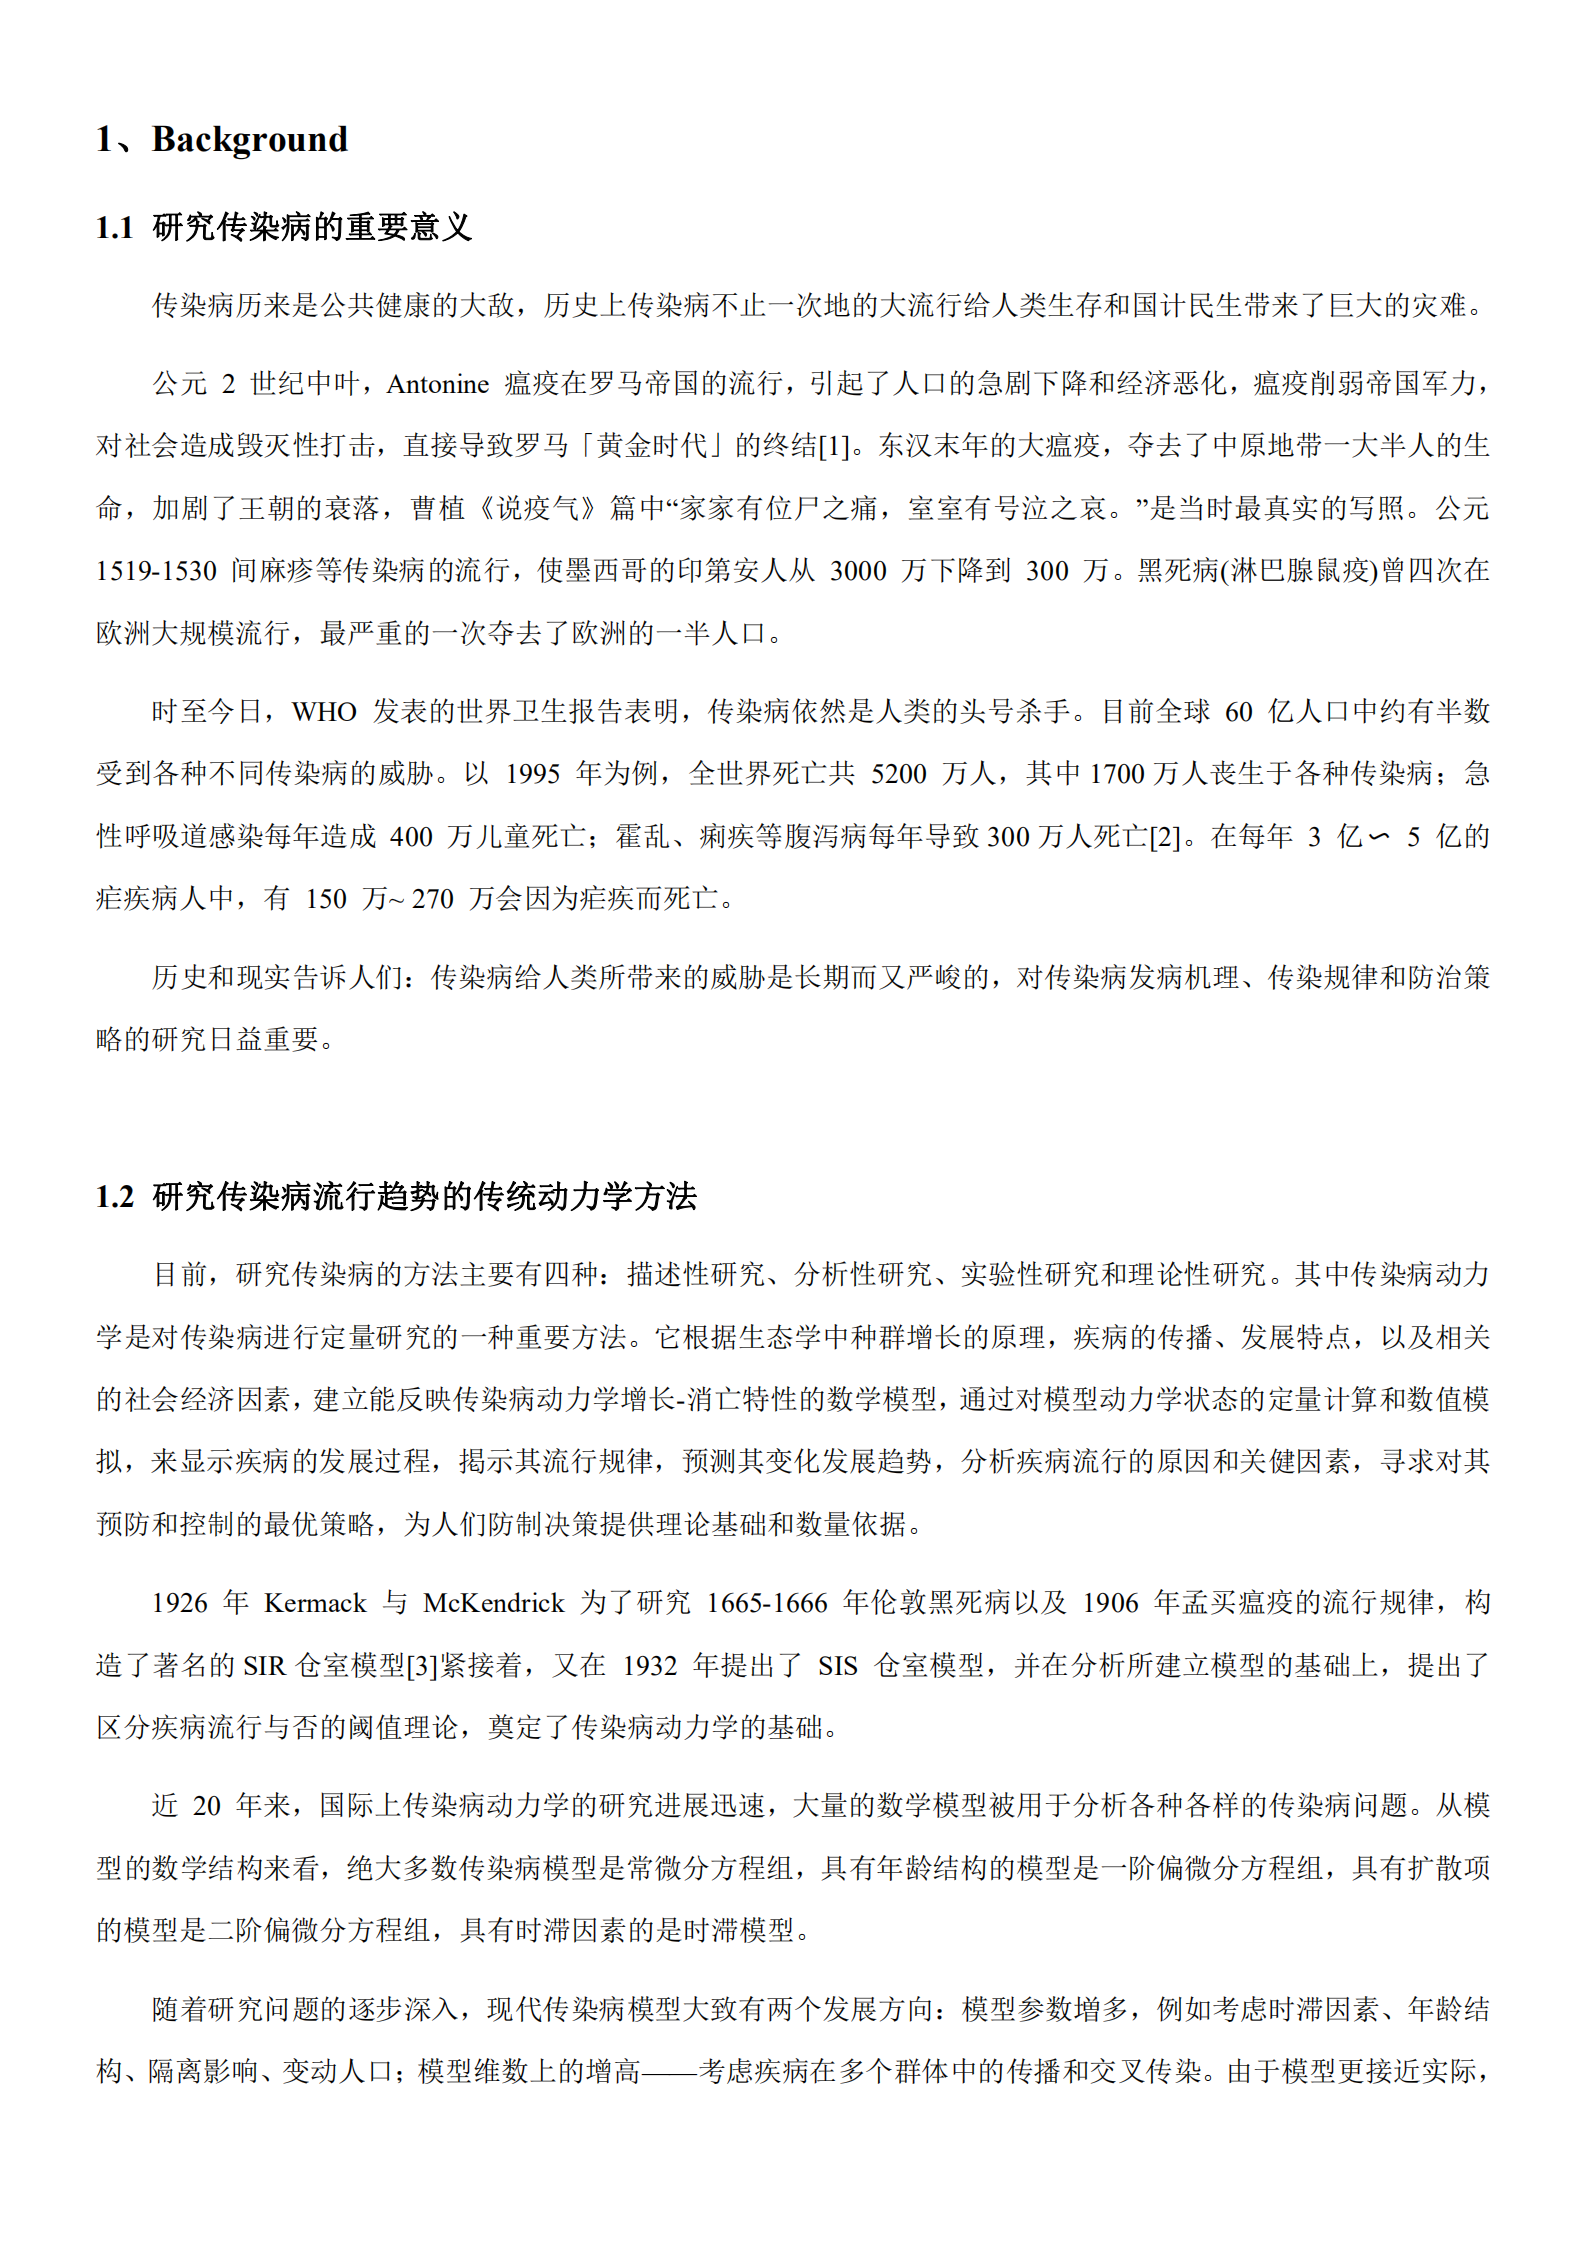 1、Background
1.1 研究传染病的重要意义
传染病历来是公共健康的大敌，历史上传染病不止一次地的大流行给人类生存和国计民生带来了巨大的灾难。
公元 2 世纪中叶，Antonine 瘟疫在罗马帝国的流行，引起了人口的急剧下降和经济恶化，瘟疫削弱帝国军力，
对社会造成毁灭性打击，直接导致罗马「黄金时代」的终结[1]。东汉末年的大瘟疫，夺去了中原地带一大半人的生
命，加剧了王朝的衰落，曹植《说疫气》篇中“家家有位尸之痛，室室有号泣之哀。”是当时最真实的写照。公元
1519-1530 间麻疹等传染病的流行，使墨西哥的印第安人从 3000 万下降到 300 万。黑死病(淋巴腺鼠疫)曾四次在
欧洲大规模流行，最严重的一次夺去了欧洲的一半人口。
时至今日，WHO 发表的世界卫生报告表明，传染病依然是人类的头号杀手。目前全球 60 亿人口中约有半数
受到各种不同传染病的威胁。以 1995 年为例，全世界死亡共 5200 万人，其中 1700 万人丧生于各种传染病；急
性呼吸道感染每年造成 400 万儿童死亡；霍乱、痢疾等腹泻病每年导致 300 万人死亡[2]。在每年 3 亿～ 5 亿的
疟疾病人中，有 150 万~ 270 万会因为疟疾而死亡。
历史和现实告诉人们：传染病给人类所带来的威胁是长期而又严峻的，对传染病发病机理、传染规律和防治策
略的研究日益重要。
1.2 研究传染病流行趋势的传统动力学方法
目前，研究传染病的方法主要有四种：描述性研究、分析性研究、实验性研究和理论性研究。其中传染病动力
学是对传染病进行定量研究的一种重要方法。它根据生态学中种群增长的原理，疾病的传播、发展特点，以及相关
的社会经济因素，建立能反映传染病动力学增长-消亡特性的数学模型，通过对模型动力学状态的定量计算和数值模
拟，来显示疾病的发展过程，揭示其流行规律，预测其变化发展趋势，分析疾病流行的原因和关健因素，寻求对其
预防和控制的最优策略，为人们防制决策提供理论基础和数量依据。
1926 年 Kermack 与 McKendrick 为了研究 1665-1666 年伦敦黑死病以及 1906 年孟买瘟疫的流行规律，构
造了著名的 SIR 仓室模型[3]紧接着，又在 1932 年提出了 SIS 仓室模型，并在分析所建立模型的基础上，提出了
区分疾病流行与否的阈值理论，奠定了传染病动力学的基础。
近 20 年来，国际上传染病动力学的研究进展迅速，大量的数学模型被用于分析各种各样的传染病问题。从模
型的数学结构来看，绝大多数传染病模型是常微分方程组，具有年龄结构的模型是一阶偏微分方程组，具有扩散项
的模型是二阶偏微分方程组，具有时滞因素的是时滞模型。
随着研究问题的逐步深入，现代传染病模型大致有两个发展方向：模型参数增多，例如考虑时滞因素、年龄结
构、隔离影响、变动人口；模型维数上的增高——考虑疾病在多个群体中的传播和交叉传染。由于模型更接近实际，